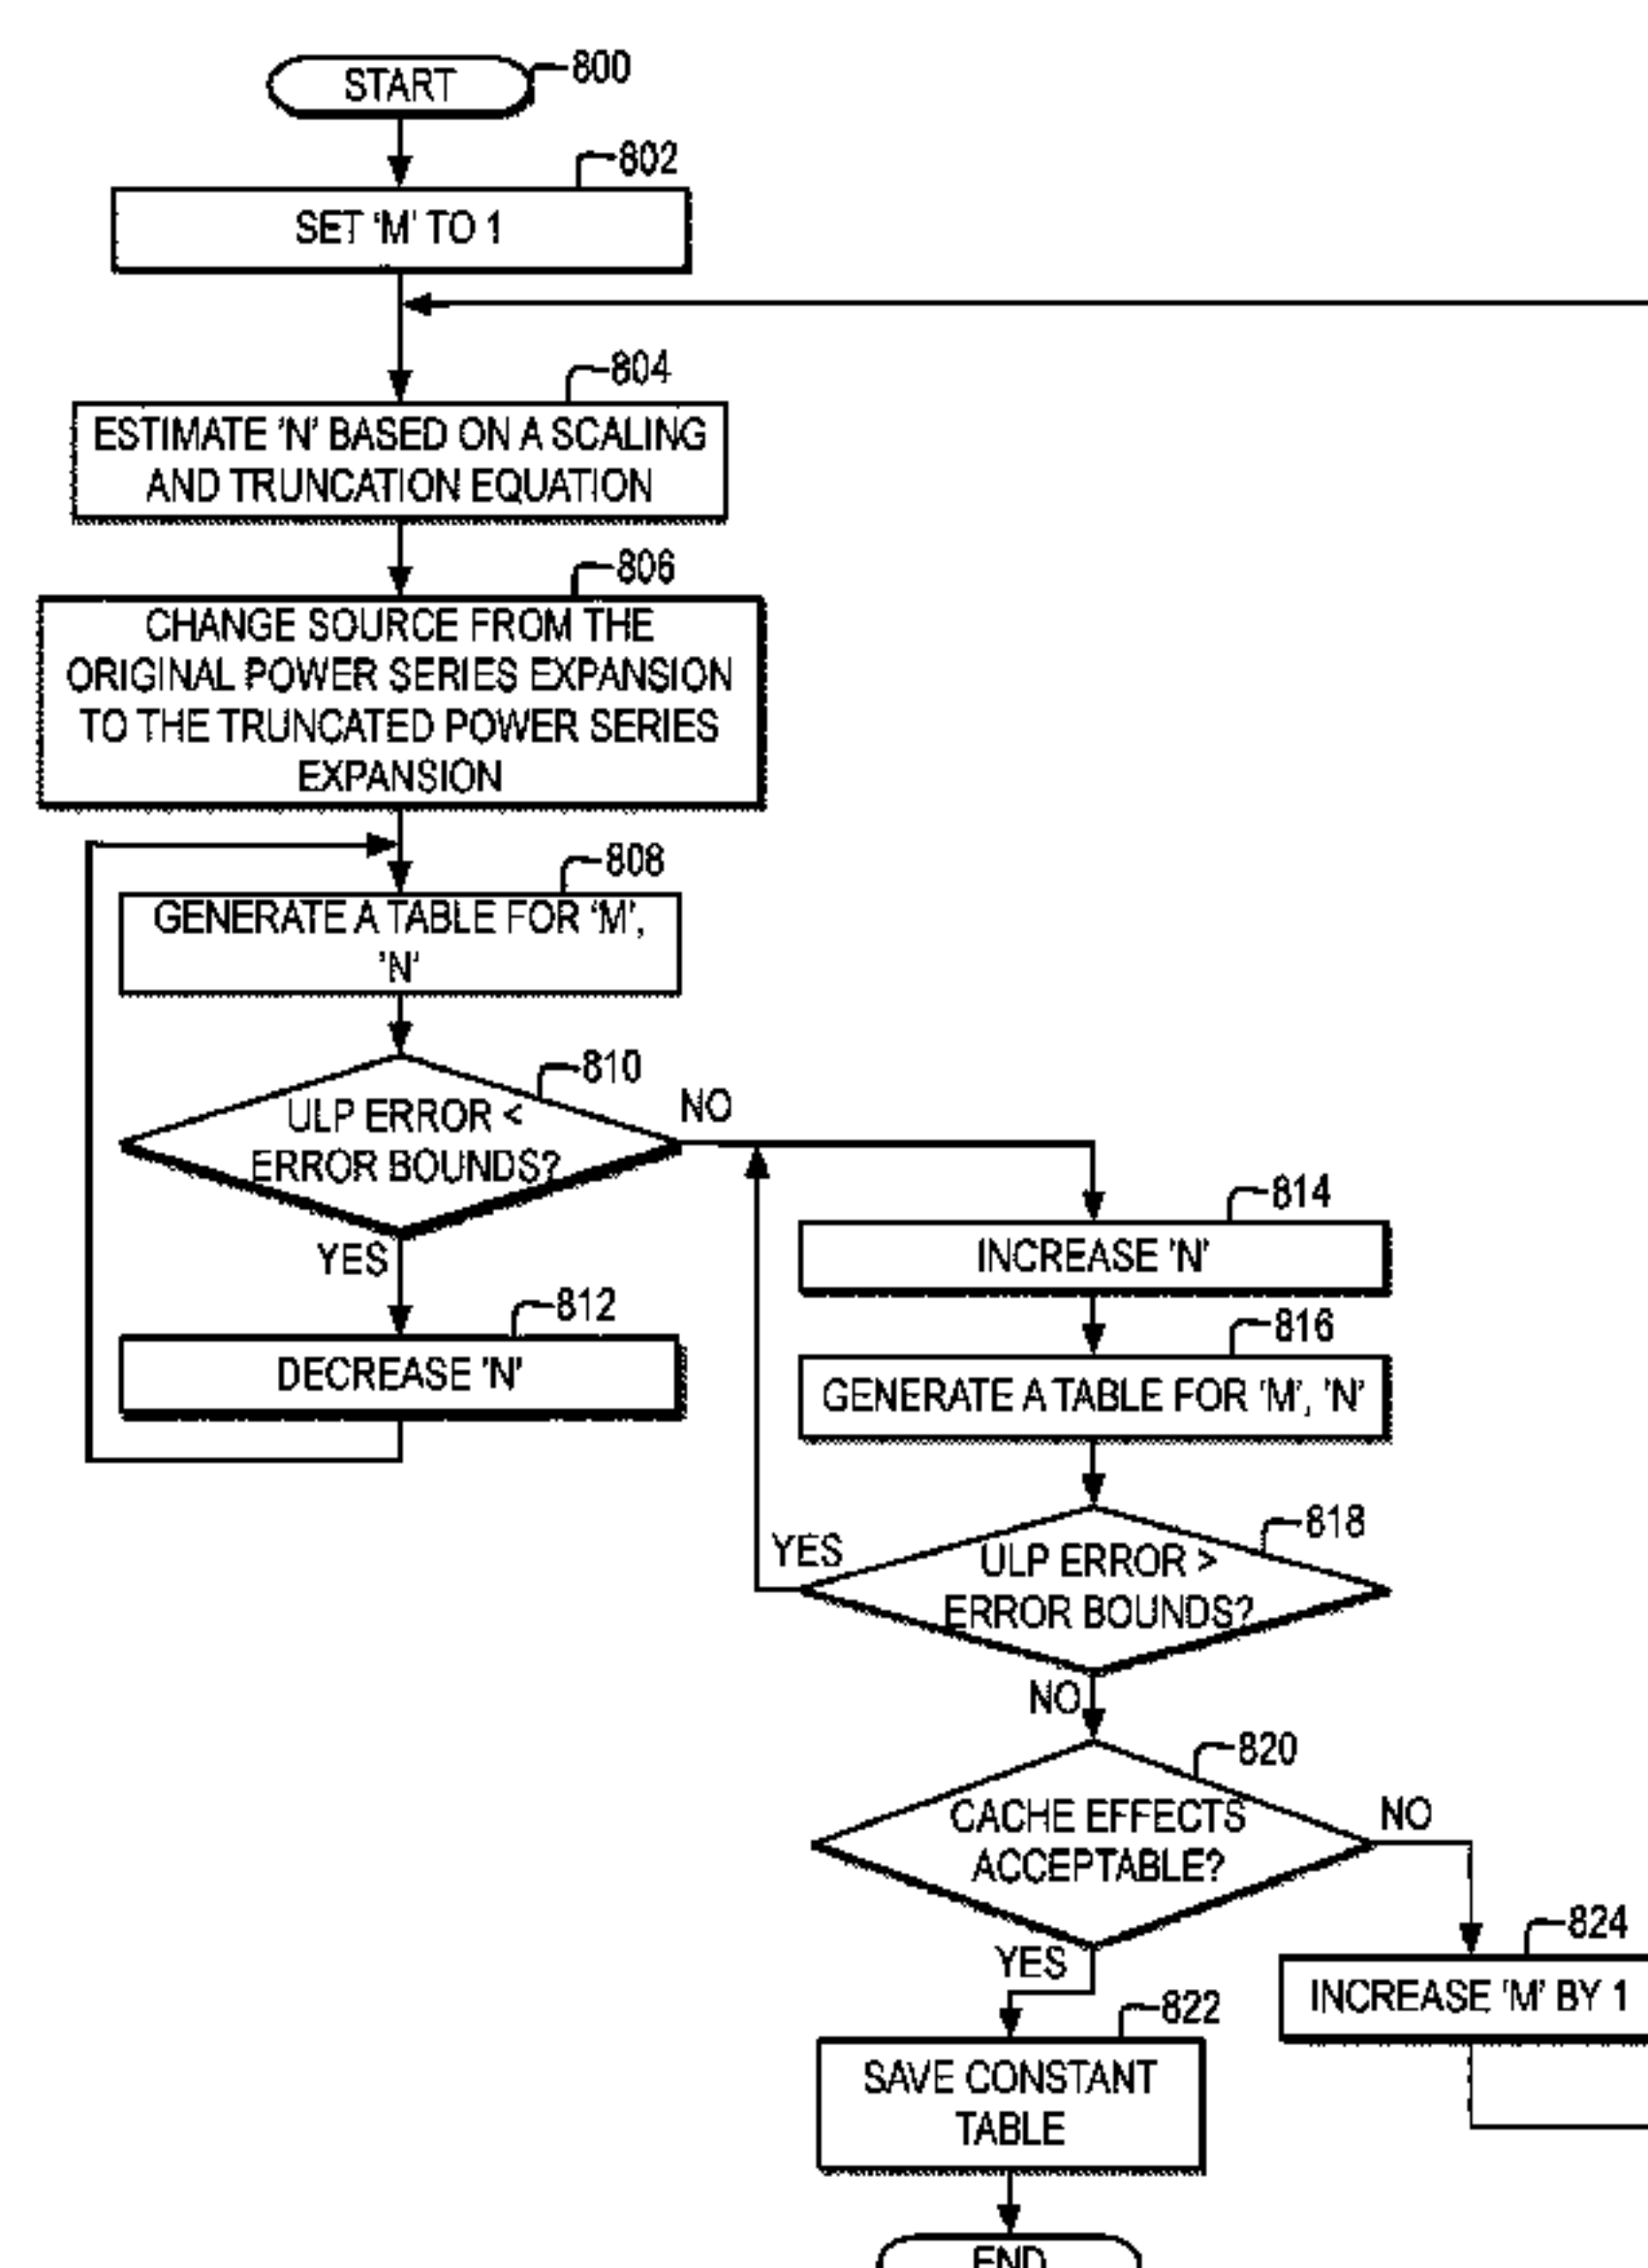 START
800
802
SET 'M' TO 1
804
ESTIMATE 'N' BASED ON A SCALING
AND TRUNCATION EQUATION
806
CHANGE SOURCE FROM THE
ORIGINAL POWER SERIES EXPANSION
TO THE TRUNCATED POWER SERIES
EXPANSION
808
GENERATE A TABLE FOR 'M',
'N'
810
ULP ERROR <
ERROR BOUNDS?
NO
YES
812
DECREASE 'N'
814
INCREASE 'N'
816
GENERATE A TABLE FOR 'M', 'N'
818
ULP ERROR >
ERROR BOUNDS?
YES
NO
820
CACHE EFFECTS
ACCEPTABLE?
NO
YES
824
INCREASE 'M' BY 1
822
SAVE CONSTANT
TABLE
END